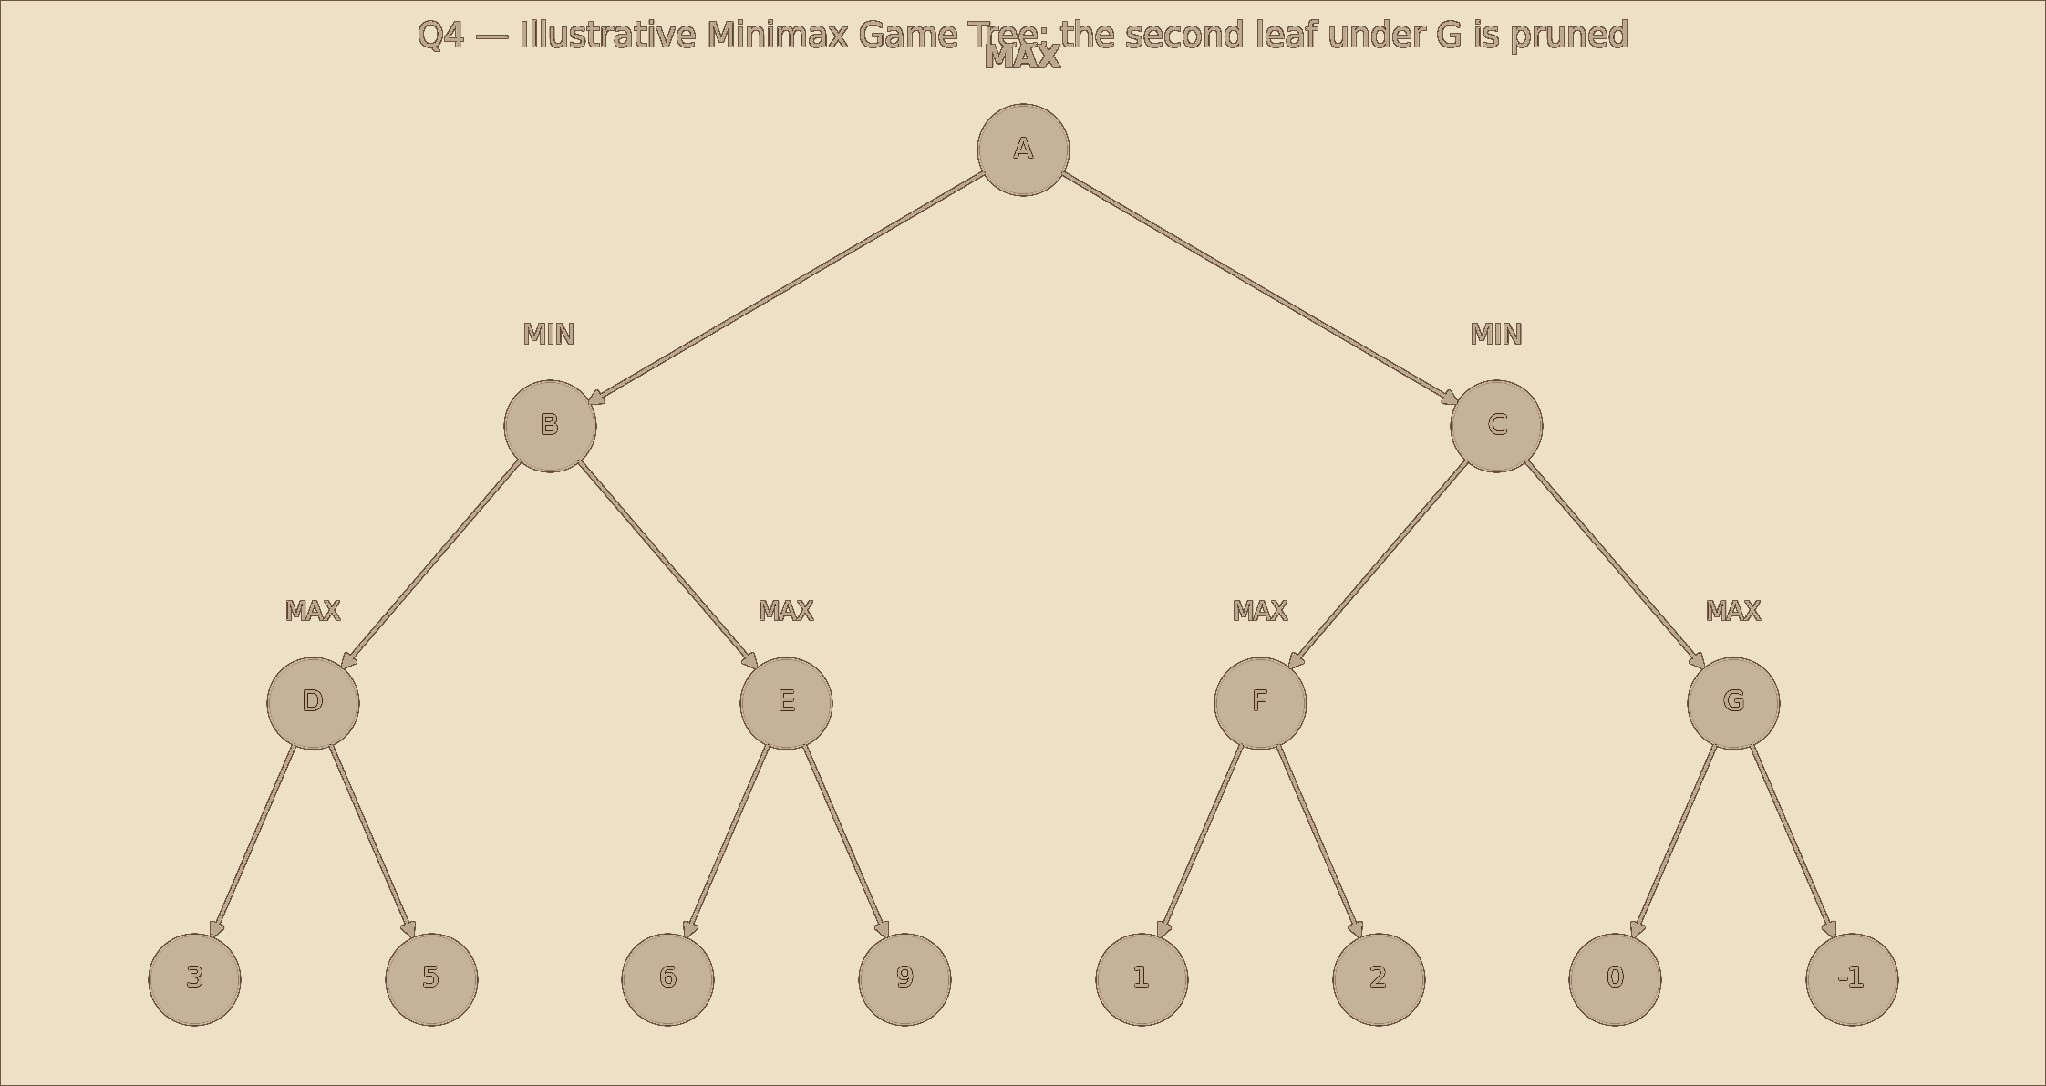 Q4 — Illustrative Minimax Game Tree: the second leaf under G is pruned
MAX
A
MIN MIN
B C
MAX MAX MAX MAX
D E F G
3 5 6 9 1 2 0 -1